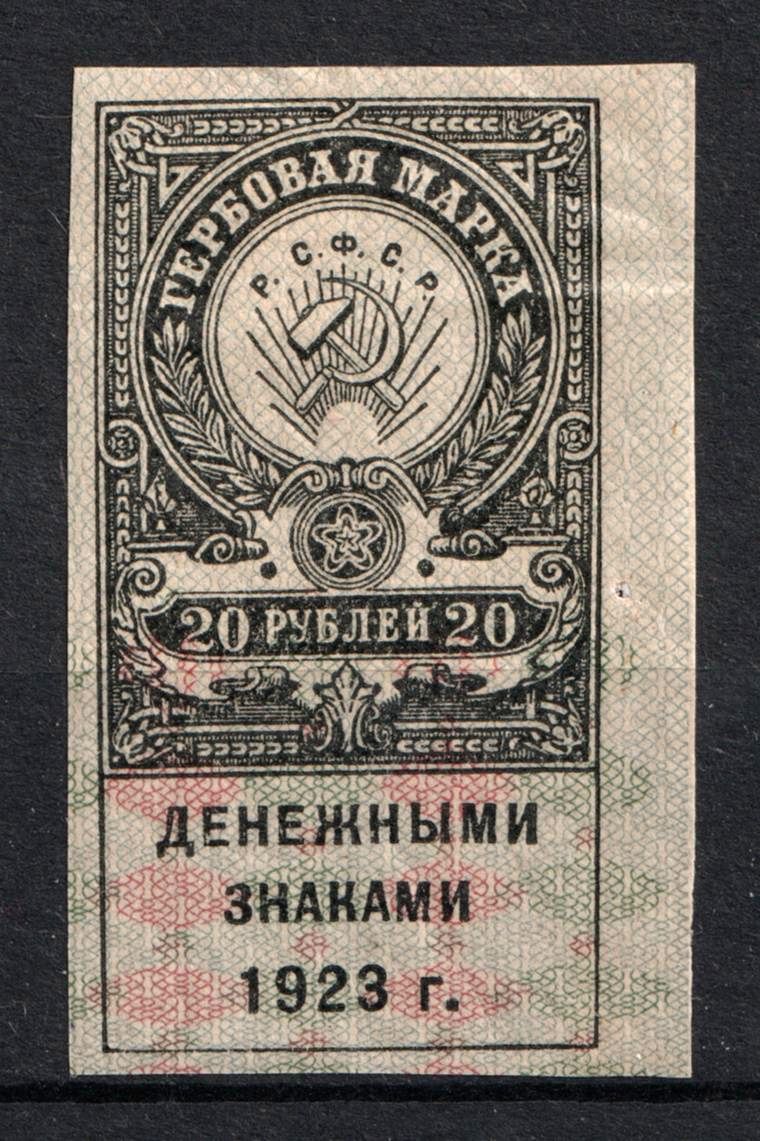 ГЕРБОВАЯ МАРКА
Р. С. Ф. С. Р.
20 РУБЛЕЙ 20
ДЕНЕЖНЫМИ
ЗНАКАМИ
1923 г.